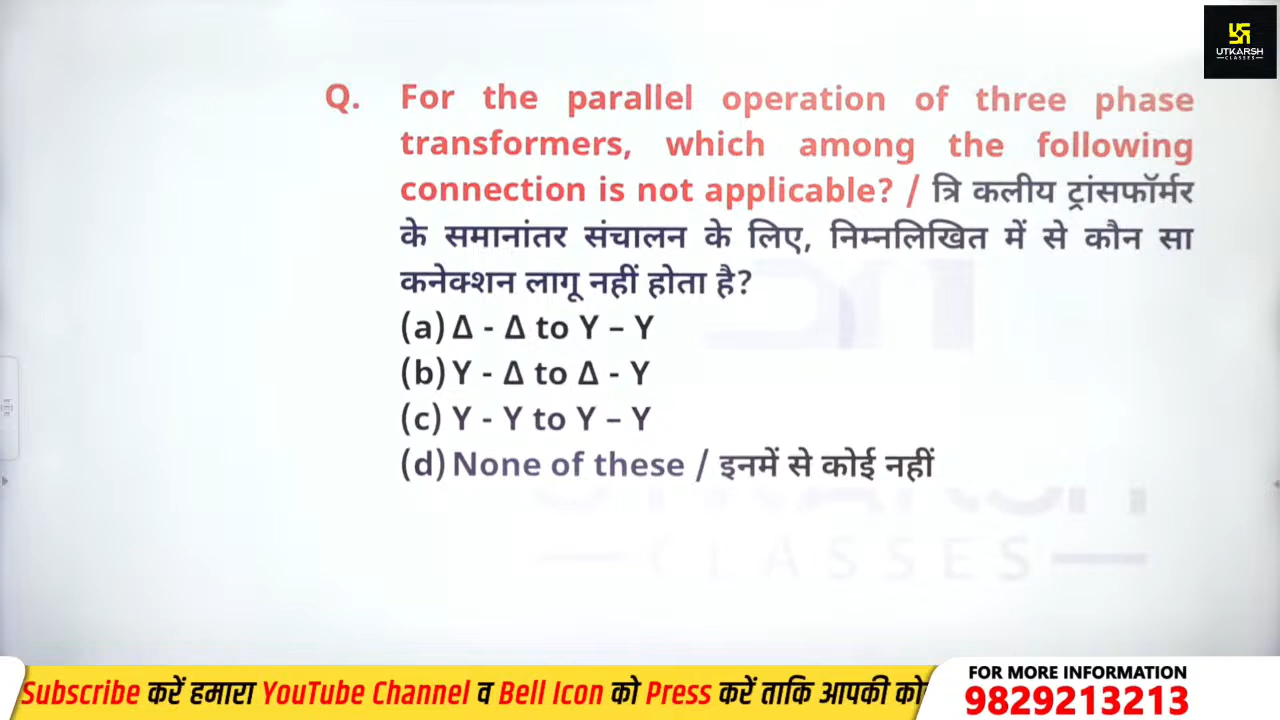 UTKARSH
CLASSES
Q. For the parallel operation of three phase
transformers, which among the following
connection is not applicable? / त्रि कलीय ट्रांसफॉर्मर
के समानांतर संचालन के लिए, निम्नलिखित में से कौन सा
कनेक्शन लागू नहीं होता है?
(a) Δ - Δ to Y – Y
(b) Y - Δ to Δ - Y
(c) Y - Y to Y – Y
(d) None of these / इनमें से कोई नहीं
CLASSES
Subscribe करें हमारा YouTube Channel व Bell Icon को Press करें ताकि आपकी को
FOR MORE INFORMATION
9829213213